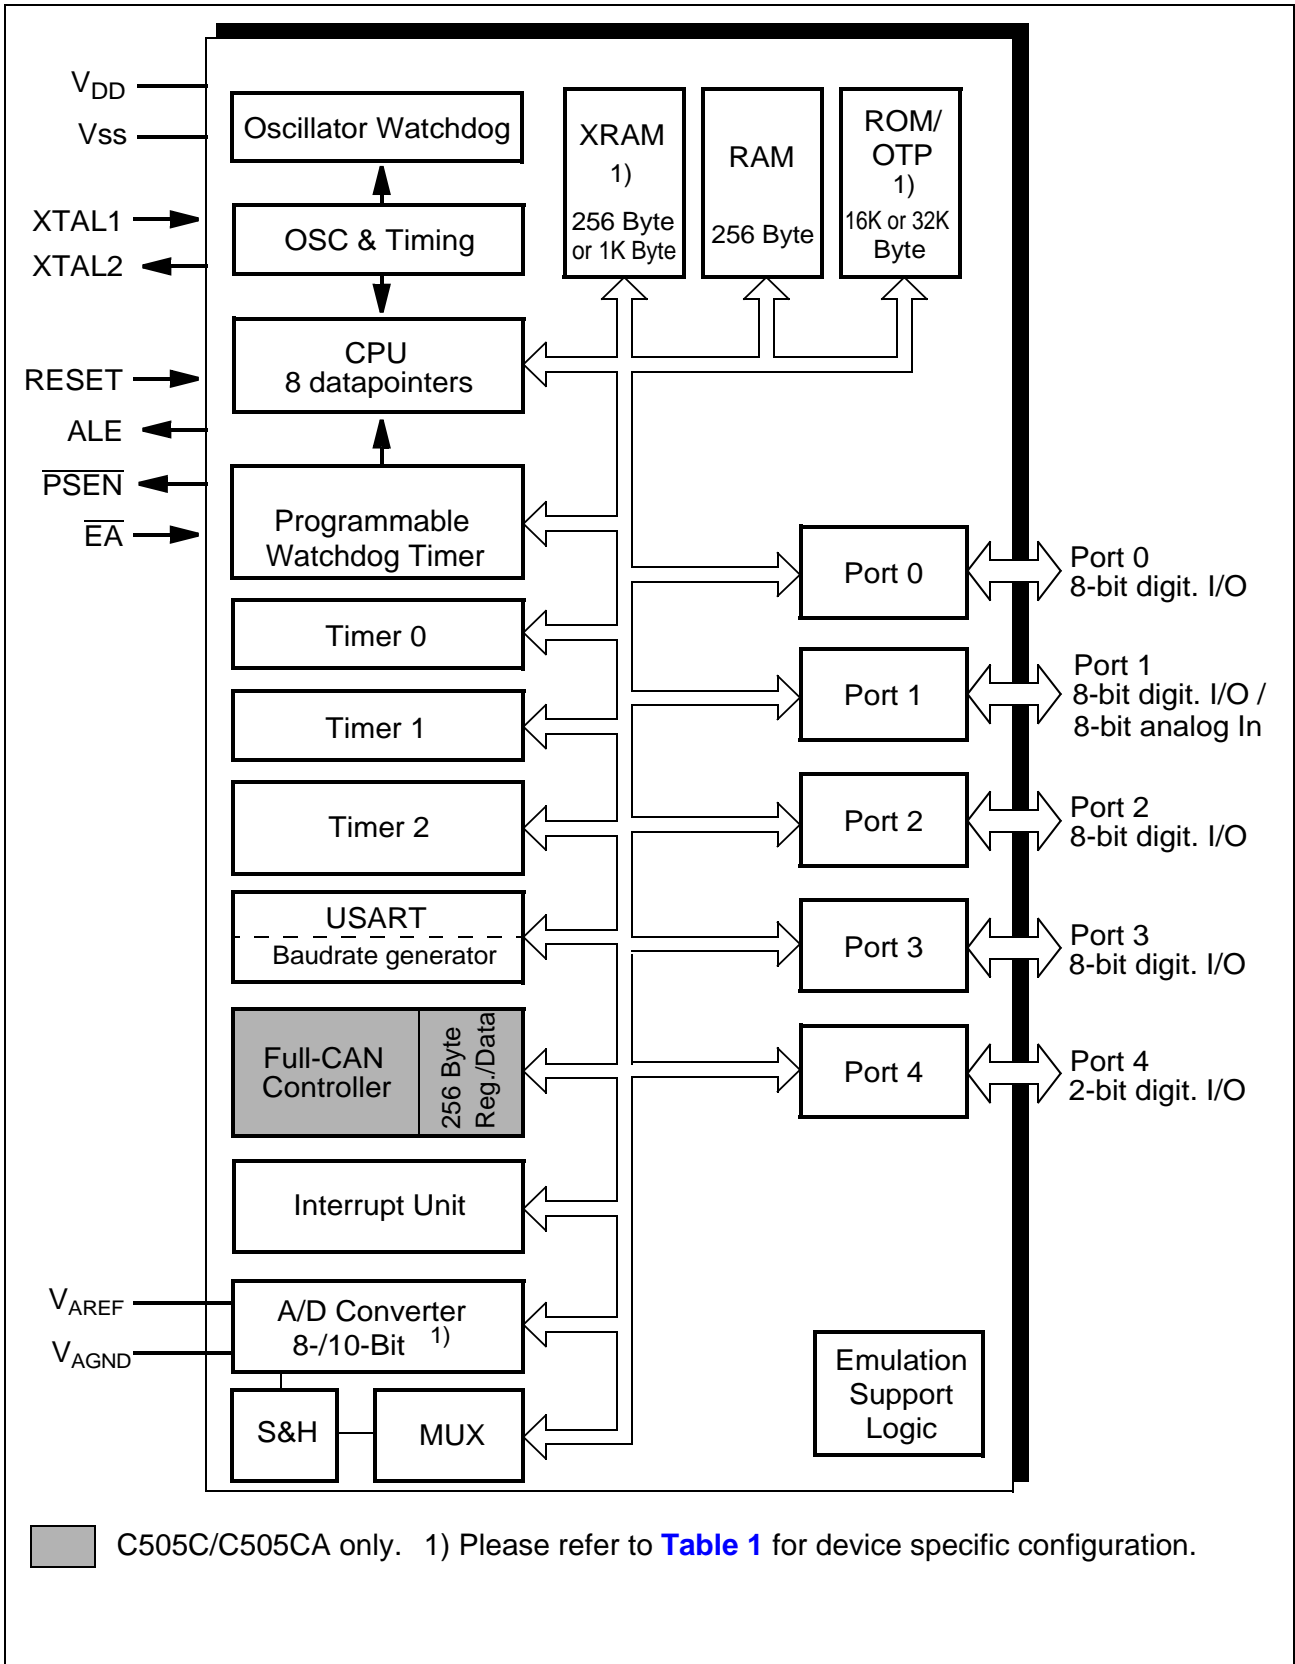 V_DD
Vss
XTAL1
XTAL2
RESET
ALE
PSEN
EA
V_AREF
V_AGND
Oscillator Watchdog
OSC & Timing
CPU
8 datapointers
Programmable
Watchdog Timer
Timer 0
Timer 1
Timer 2
USART
Baudrate generator
Full-CAN
Controller
256 Byte
Reg./Data
Interrupt Unit
A/D Converter
8-/10-Bit 1)
S&H
MUX
XRAM
1)
256 Byte
or 1K Byte
RAM
256 Byte
ROM/
OTP
1)
16K or 32K
Byte
Port 0
Port 1
Port 2
Port 3
Port 4
Port 0
8-bit digit. I/O
Port 1
8-bit digit. I/O /
8-bit analog In
Port 2
8-bit digit. I/O
Port 3
8-bit digit. I/O
Port 4
2-bit digit. I/O
Emulation
Support
Logic
C505C/C505CA only. 1) Please refer to Table 1 for device specific configuration.